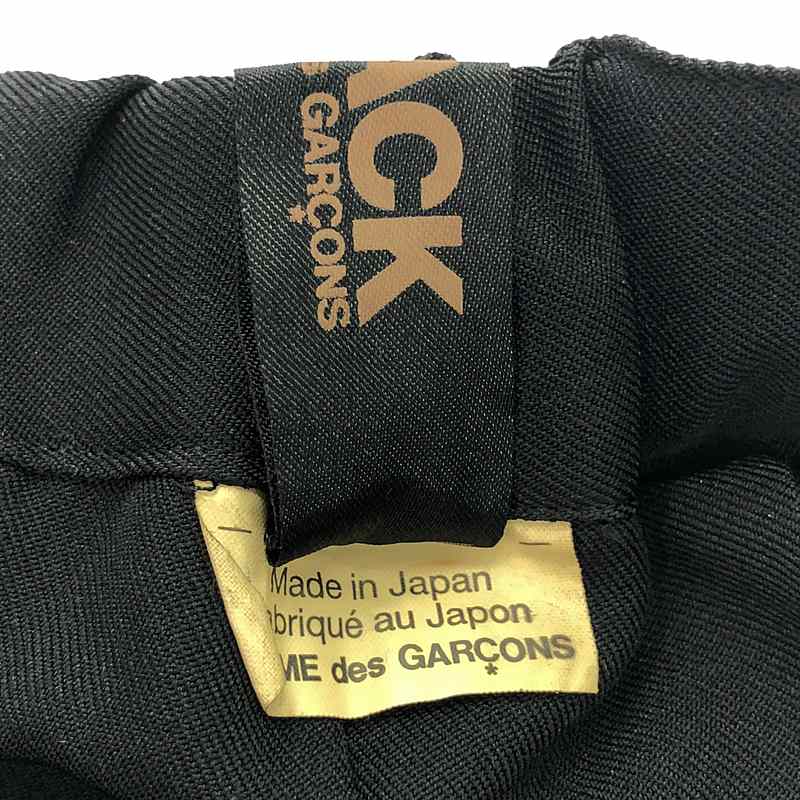 ACK
GARÇONS
Made in Japan
abriqué au Japon
ME des GARÇONS